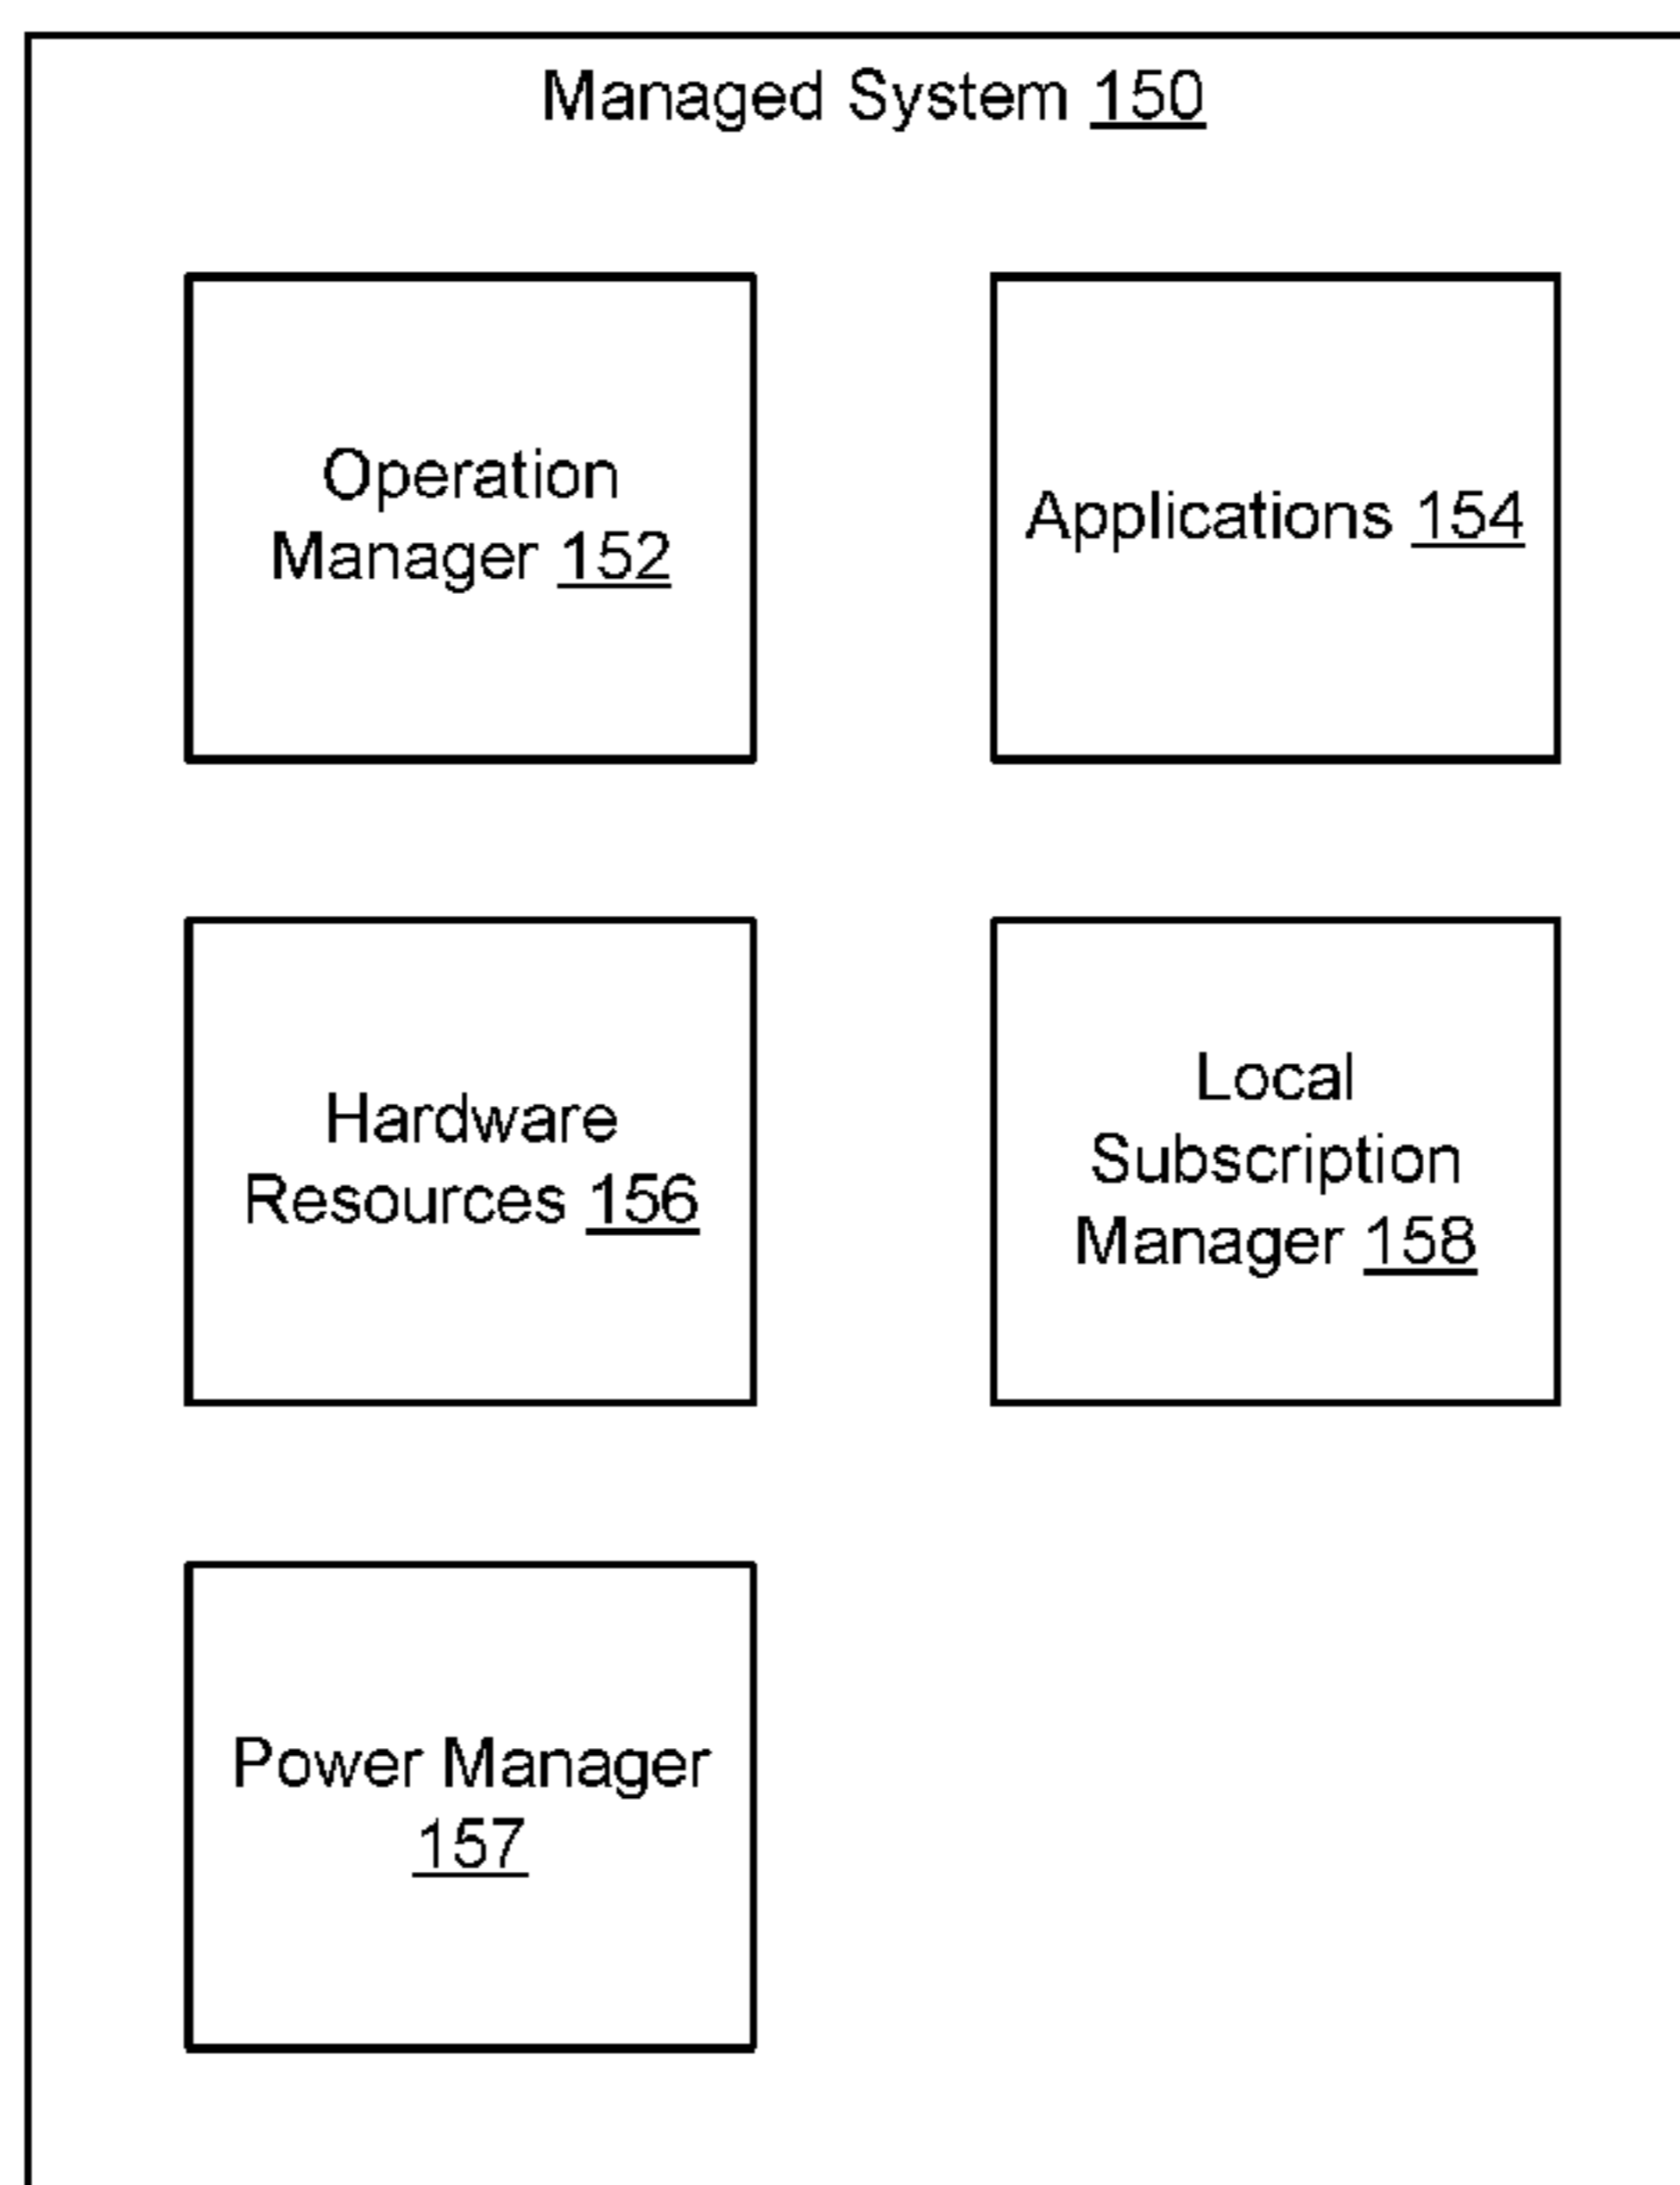 Managed System 150
Operation
Manager 152
Applications 154
Hardware
Resources 156
Local
Subscription
Manager 158
Power Manager
157